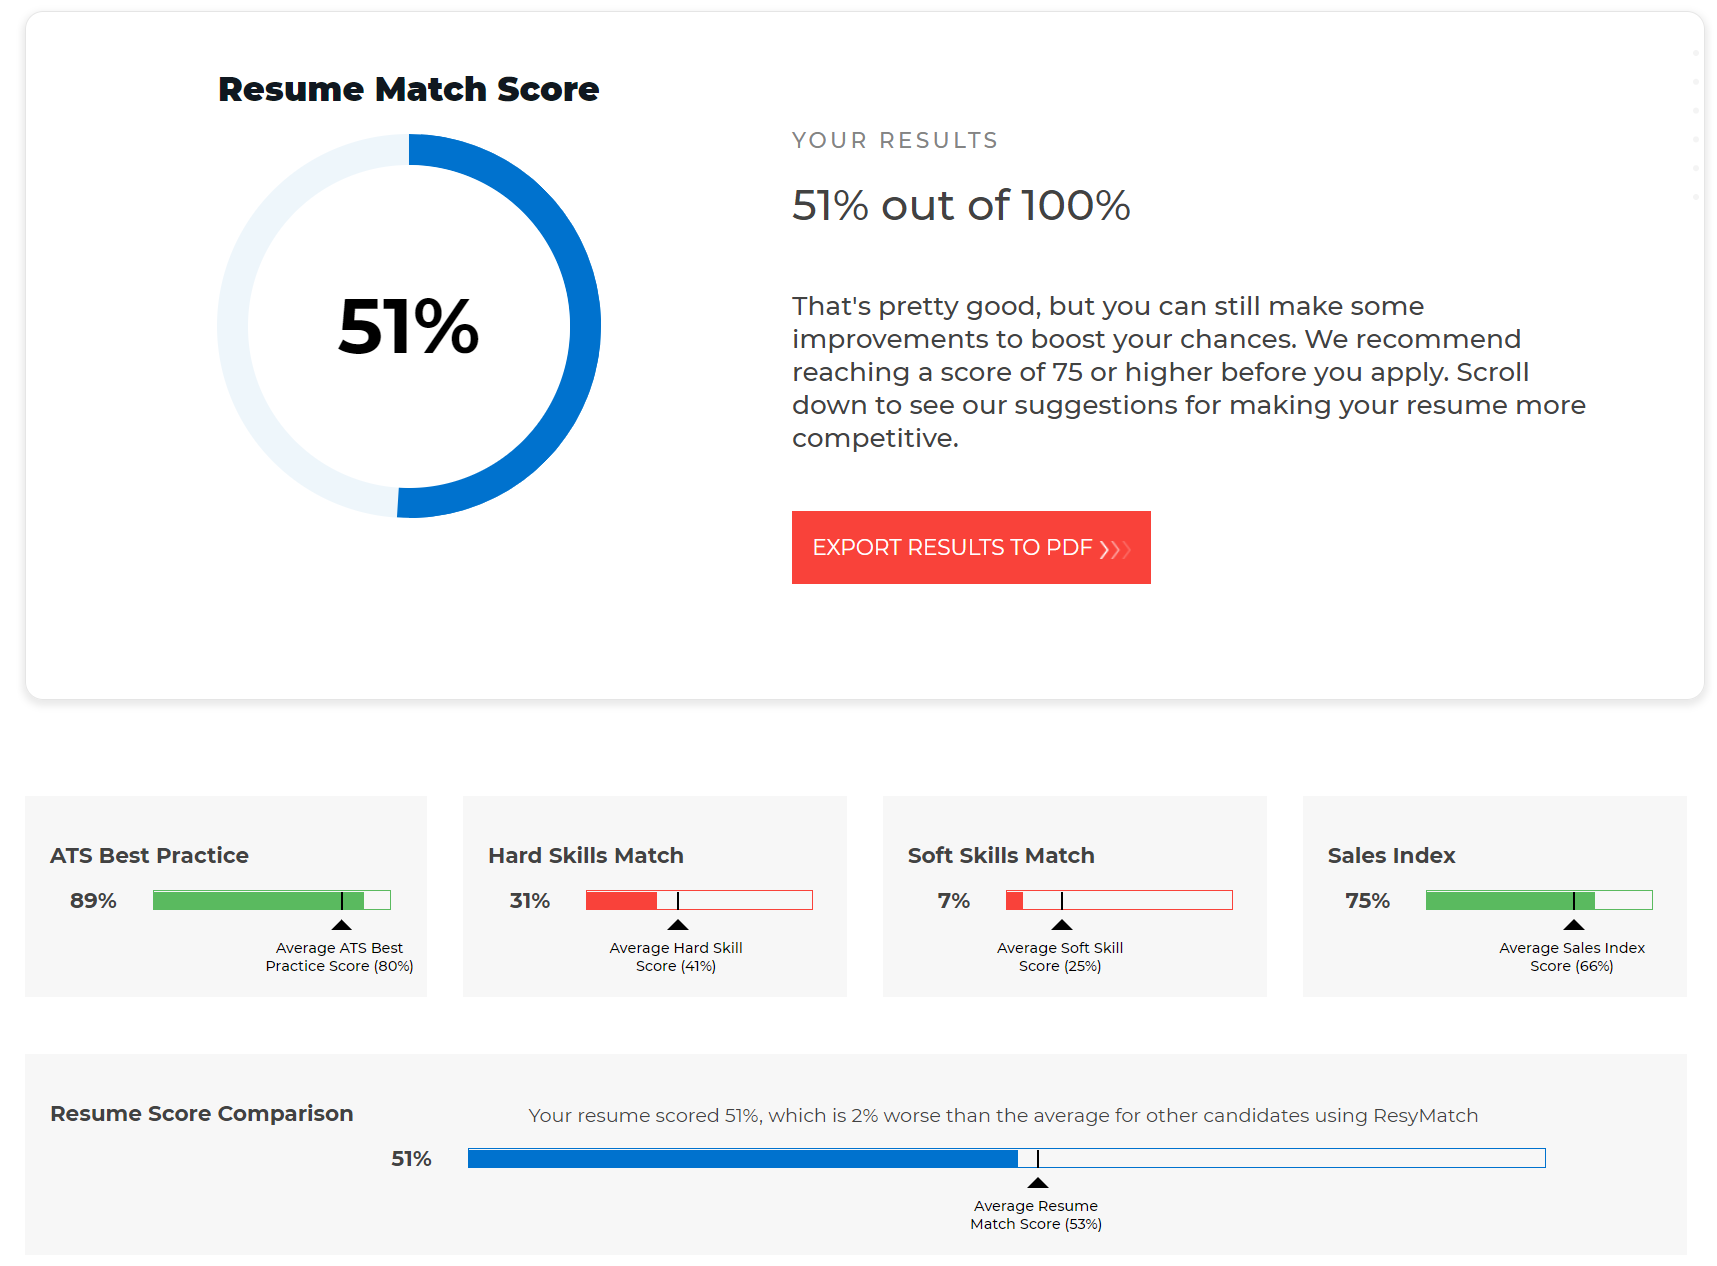 Resume Match Score
51%
YOUR RESULTS
51% out of 100%
That's pretty good, but you can still make some
improvements to boost your chances. We recommend
reaching a score of 75 or higher before you apply. Scroll
down to see our suggestions for making your resume more
competitive.
EXPORT RESULTS TO PDF
ATS Best Practice
89%
Average ATS Best
Practice Score (80%)
Hard Skills Match
31%
Average Hard Skill
Score (41%)
Soft Skills Match
7%
Average Soft Skill
Score (25%)
Sales Index
75%
Average Sales Index
Score (66%)
Resume Score Comparison
Your resume scored 51%, which is 2% worse than the average for other candidates using ResyMatch
51%
Average Resume
Match Score (53%)